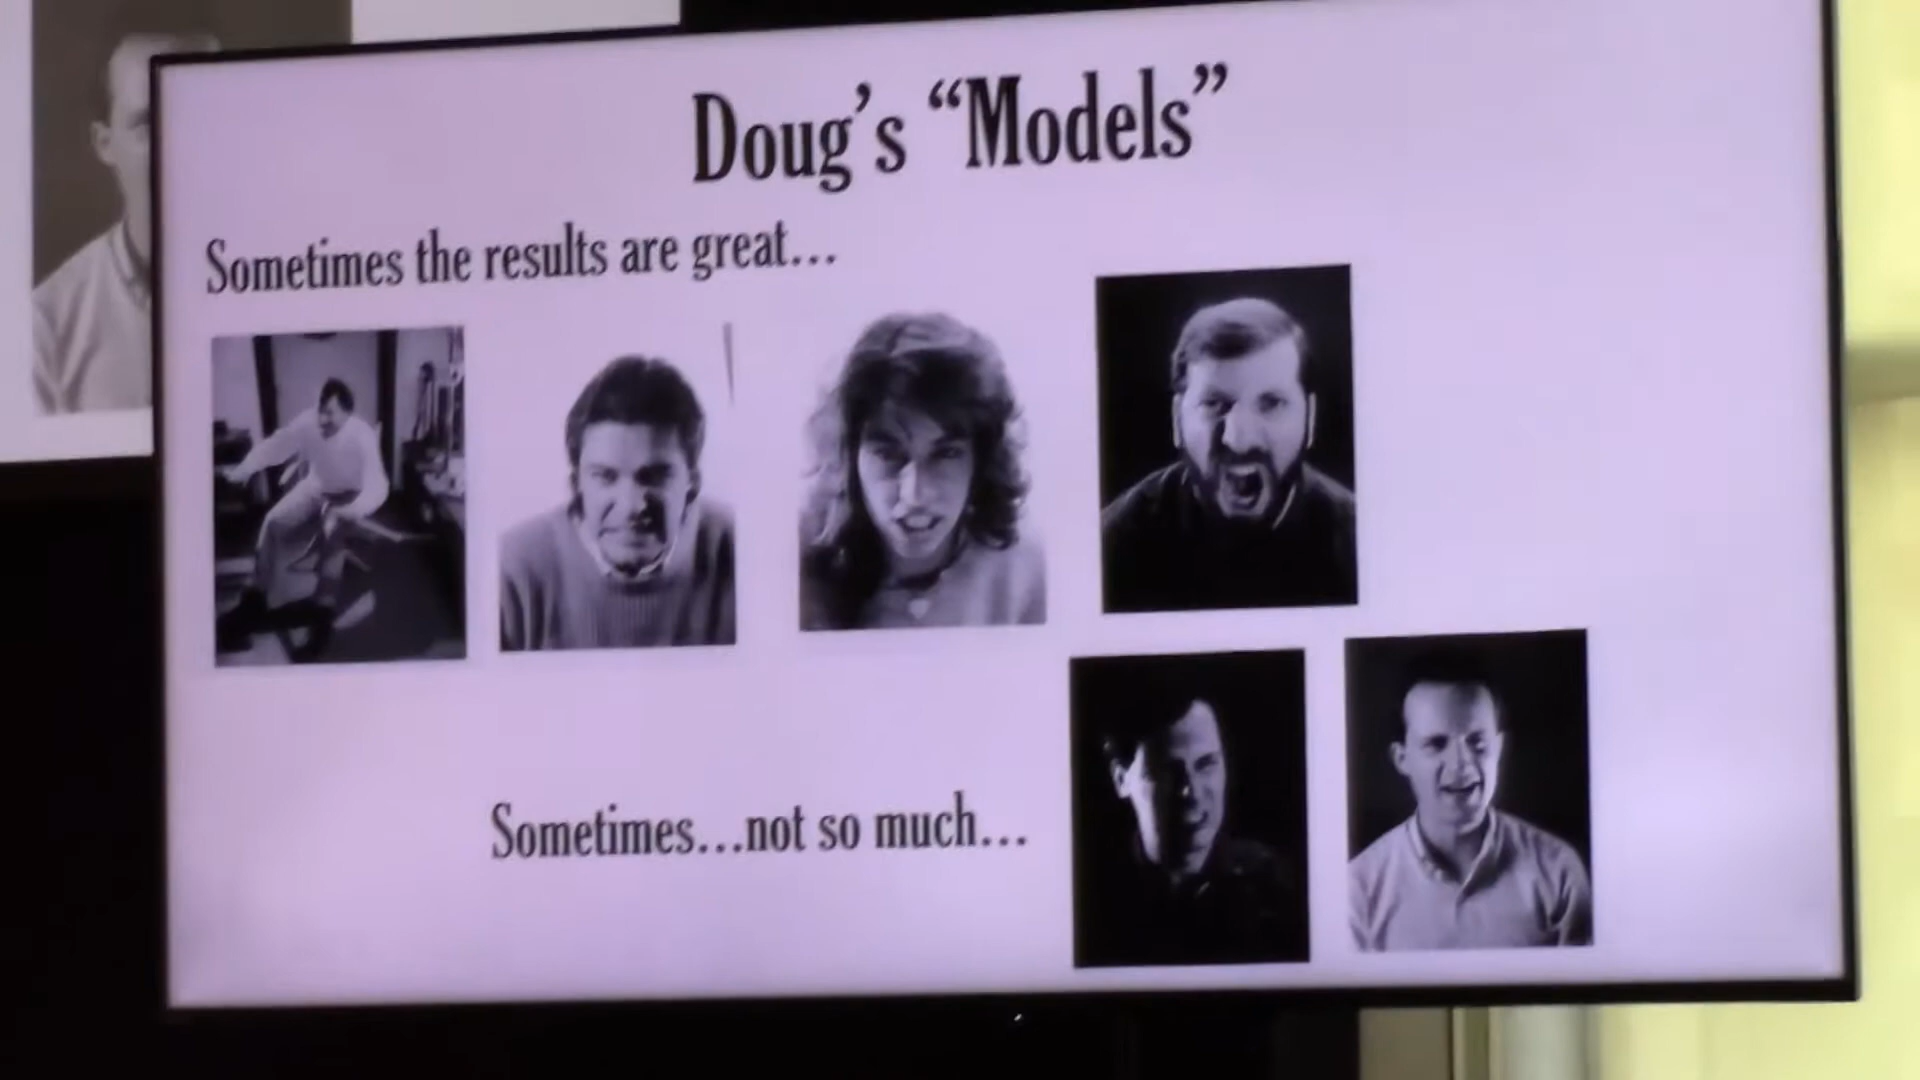 Doug’s “Models”
Sometimes the results are great...
Sometimes...not so much...